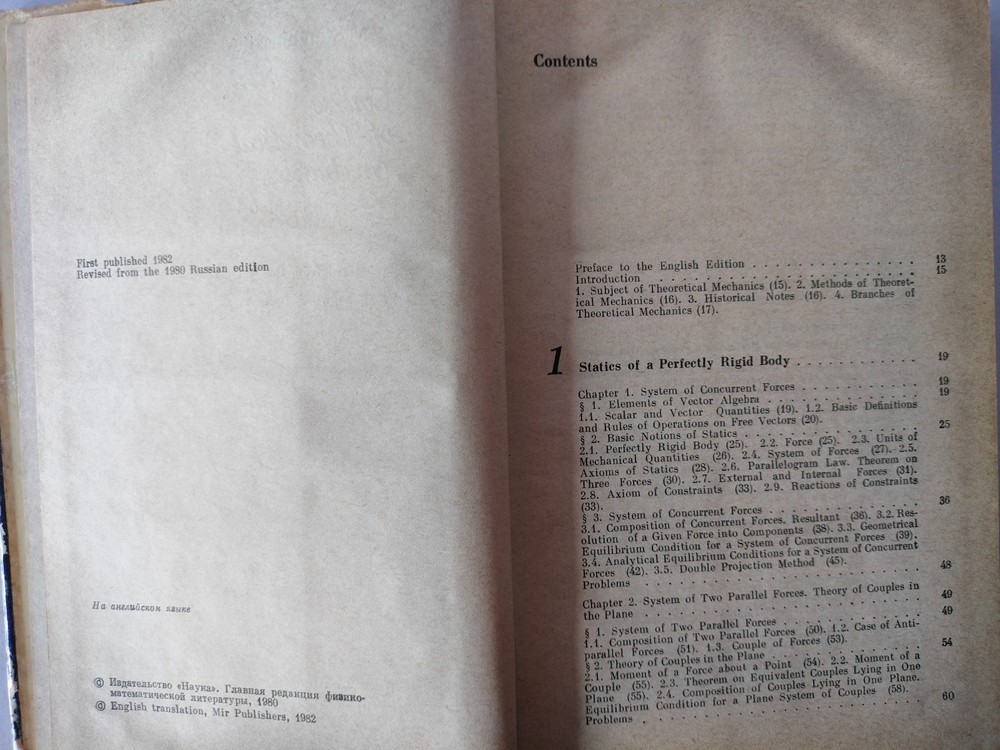 First published 1982
Revised from the 1980 Russian edition
На английском языке
© Издательство «Наука». Главная редакция физико-
математической литературы, 1980
© English translation, Mir Publishers, 1982
Contents
Preface to the English Edition . . . . . . . . . . . . . . . 13
Introduction . . . . . . . . . . . . . . . . . . . . . 15
1. Subject of Theoretical Mechanics (15). 2. Methods of Theoret-
ical Mechanics (16). 3. Historical Notes (16). 4. Branches of
Theoretical Mechanics (17).
1 Statics of a Perfectly Rigid Body . . . . . . . . . . . 19
Chapter 1. System of Concurrent Forces . . . . . . . . . . 19
§ 1. Elements of Vector Algebra . . . . . . . . . . . . . 19
1.1. Scalar and Vector Quantities (19). 1.2. Basic Definitions
and Rules of Operations on Free Vectors (20).
§ 2. Basic Notions of Statics . . . . . . . . . . . . . . . 25
2.1. Perfectly Rigid Body (25). 2.2. Force (25). 2.3. Units of
Mechanical Quantities (26). 2.4. System of Forces (27). 2.5.
Axioms of Statics (28). 2.6. Parallelogram Law. Theorem on
Three Forces (30). 2.7. External and Internal Forces (31).
2.8. Axiom of Constraints (33). 2.9. Reactions of Constraints
(33).
§ 3. System of Concurrent Forces . . . . . . . . . . . . . 36
3.1. Composition of Concurrent Forces. Resultant (36). 3.2. Res-
olution of a Given Force into Components (38). 3.3. Geometrical
Equilibrium Condition for a System of Concurrent Forces (39).
3.4. Analytical Equilibrium Conditions for a System of Concurrent
Forces (42). 3.5. Double Projection Method (45).
Problems . . . . . . . . . . . . . . . . . . . . . . 48
Chapter 2. System of Two Parallel Forces. Theory of Couples in
the Plane . . . . . . . . . . . . . . . . . . . . . . 49
§ 1. System of Two Parallel Forces . . . . . . . . . . . . 49
1.1. Composition of Two Parallel Forces (50). 1.2. Case of Anti-
parallel Forces (51). 1.3. Couple of Forces (53).
§ 2. Theory of Couples in the Plane . . . . . . . . . . . . 54
2.1. Moment of a Force about a Point (54). 2.2. Moment of a
Couple (55). 2.3. Theorem on Equivalent Couples Lying in One
Plane (55). 2.4. Composition of Couples Lying in One Plane.
Equilibrium Condition for a Plane System of Couples (58).
Problems . . . . . . . . . . . . . . . . . . . . . . 60